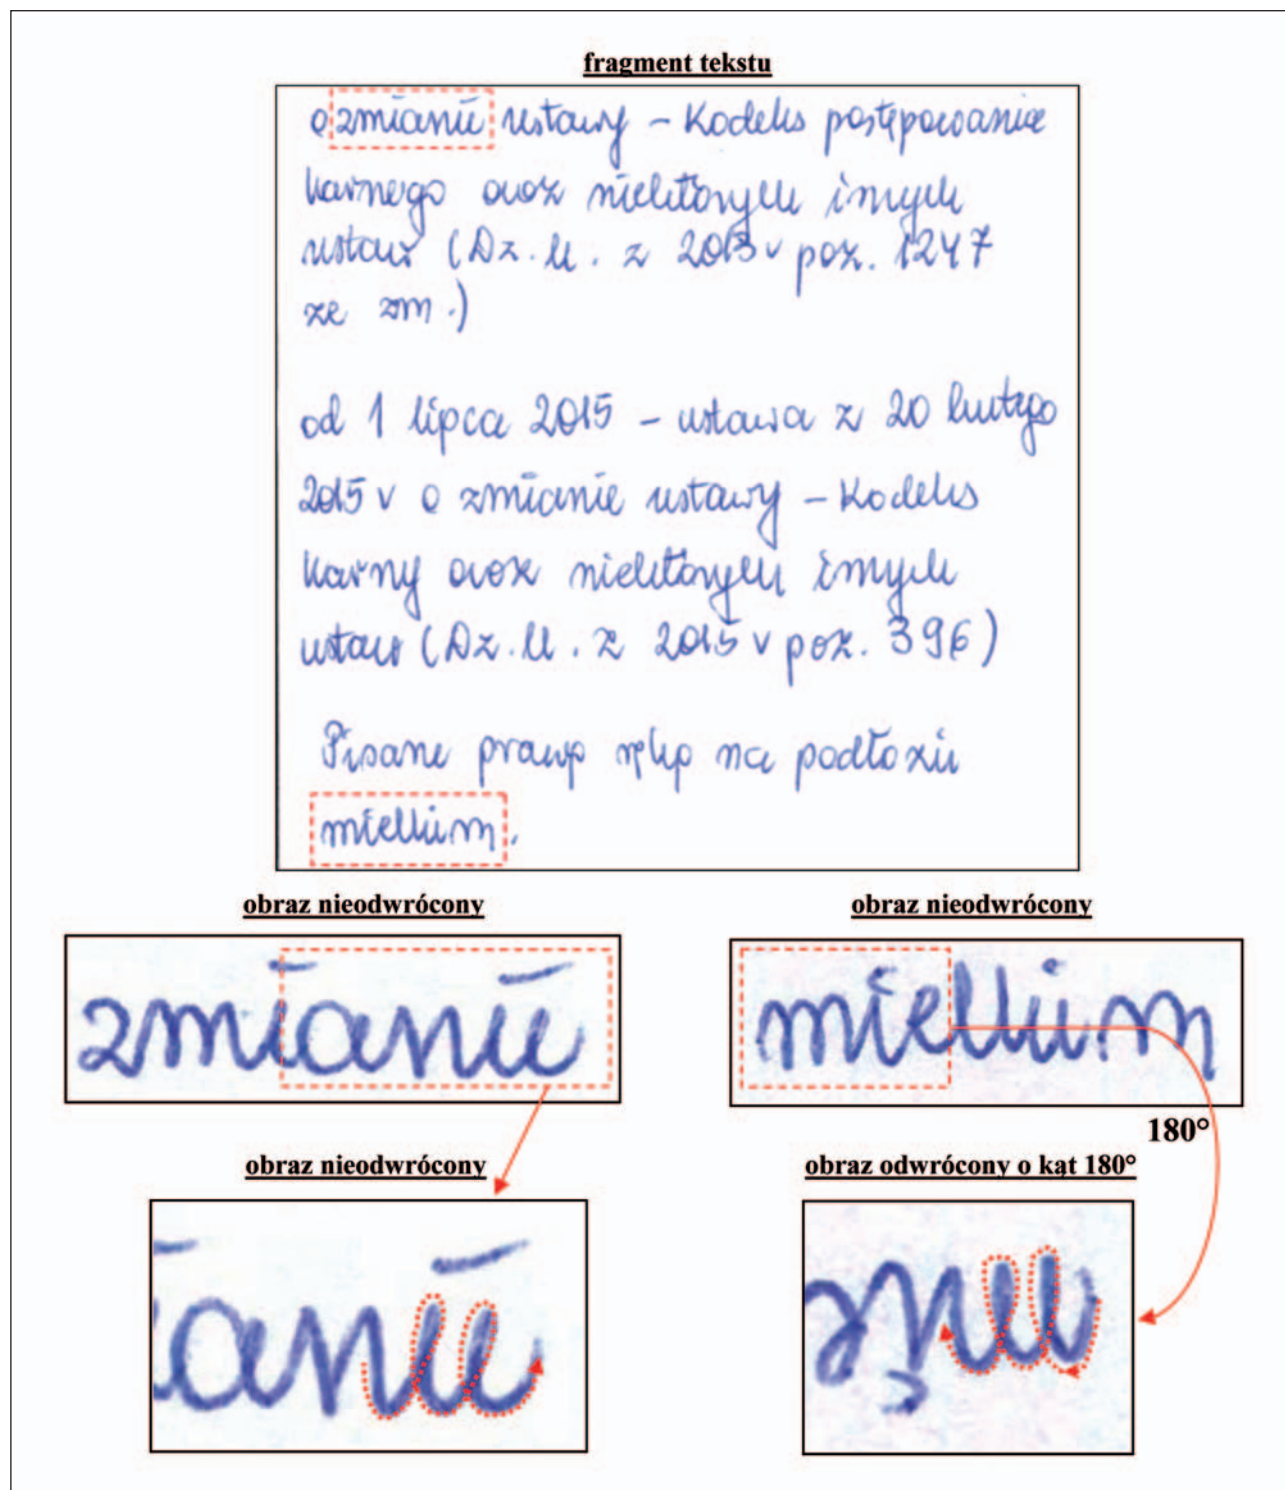 fragment tekstu
o zmianie ustawy – Kodeks postępowania
karnego oraz niektórych innych
ustaw (Dz. U. z 2013 r poz. 1247
ze zm.)
od 1 lipca 2015 – ustawa z 20 lutego
2015 r o zmianie ustawy – Kodeks
karny oraz niektórych innych
ustaw (Dz. U. z 2015 r poz. 396)
Pisane prawą ręką na podłożu
miękkim.
obraz nieodwrócony
obraz nieodwrócony
zmianie
miękkim
180°
obraz nieodwrócony
obraz odwrócony o kąt 180°
anie